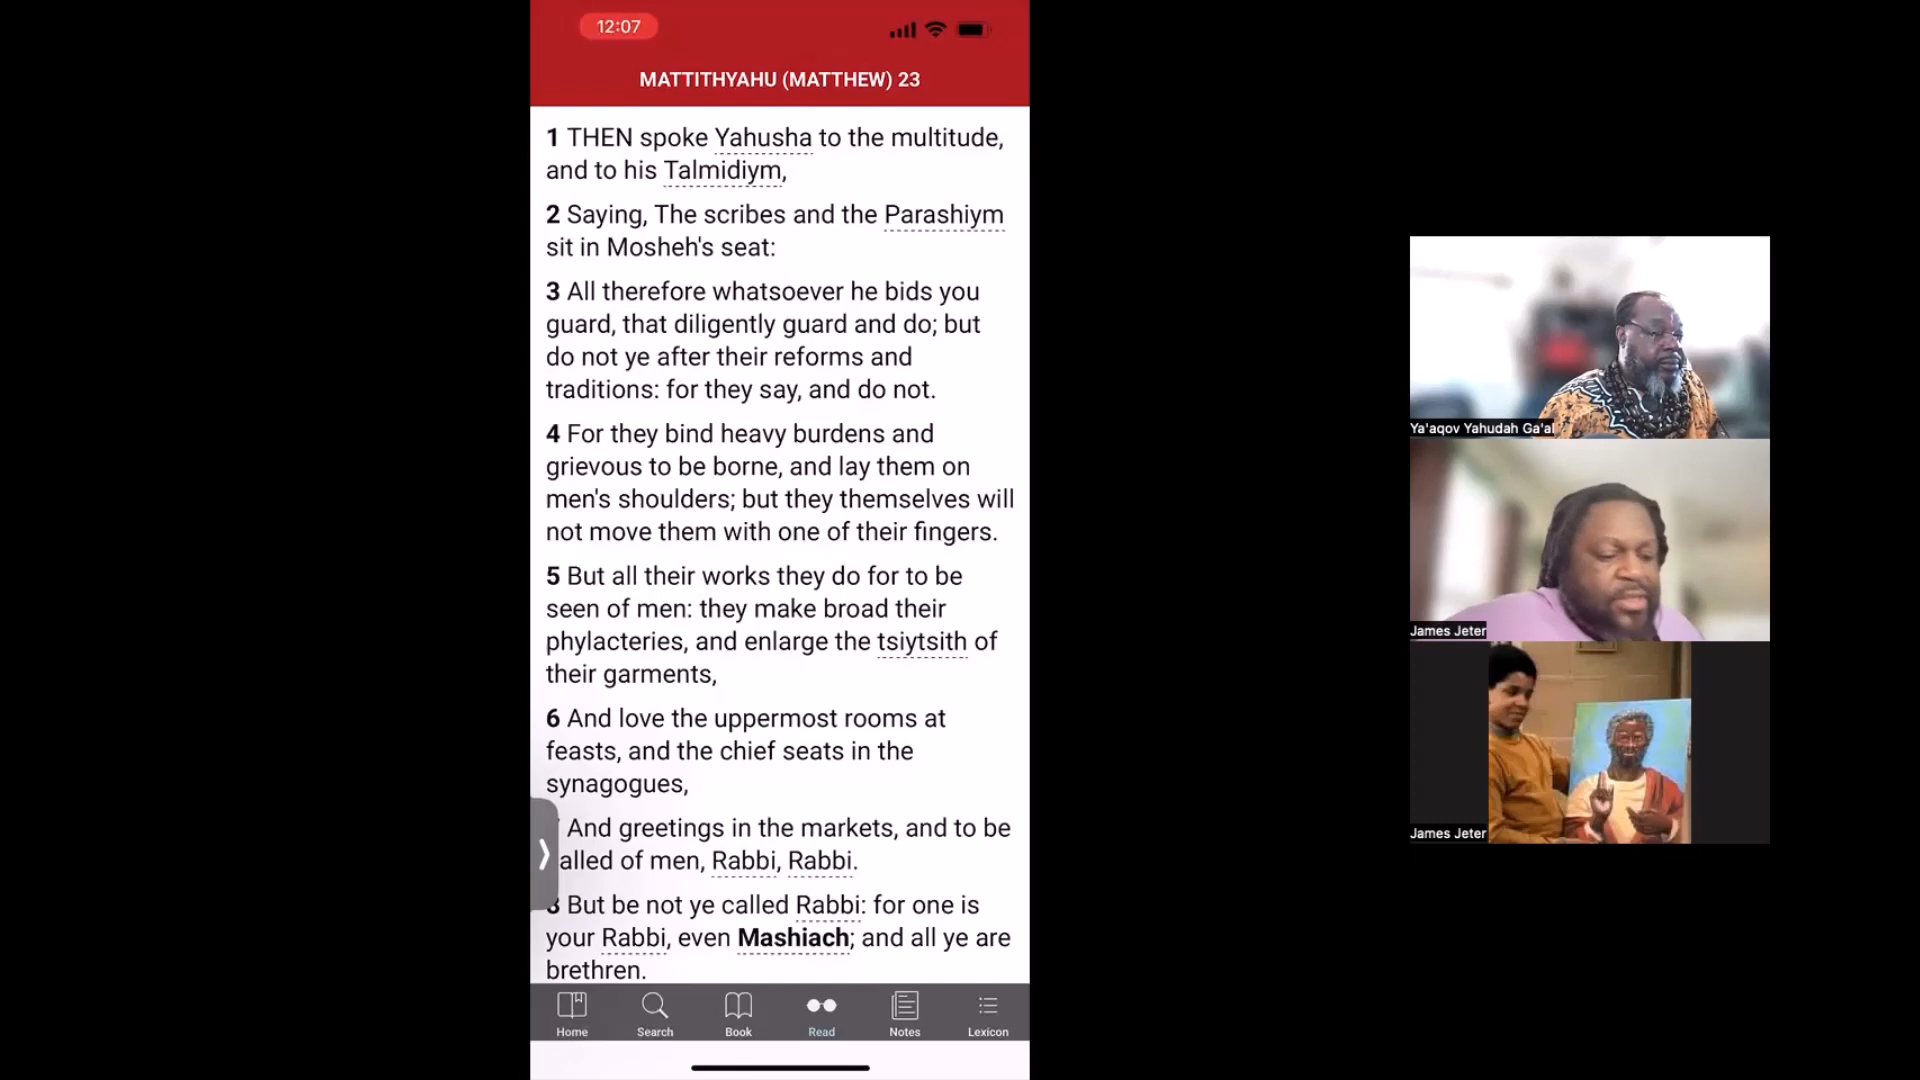 12:07
MATTITHYAHU (MATTHEW) 23
1 THEN spoke Yahusha to the multitude,
and to his Talmidiym,
2 Saying, The scribes and the Parashiym
sit in Mosheh's seat:
3 All therefore whatsoever he bids you
guard, that diligently guard and do; but
do not ye after their reforms and
traditions: for they say, and do not.
4 For they bind heavy burdens and
grievous to be borne, and lay them on
men's shoulders; but they themselves will
not move them with one of their fingers.
5 But all their works they do for to be
seen of men: they make broad their
phylacteries, and enlarge the tsiytsith of
their garments,
6 And love the uppermost rooms at
feasts, and the chief seats in the
synagogues,
And greetings in the markets, and to be
alled of men, Rabbi, Rabbi.
8 But be not ye called Rabbi: for one is
your Rabbi, even Mashiach; and all ye are
brethren.
Home Search Book Read Notes Lexicon
Ya'aqov Yahudah Ga'al
James Jeter
James Jeter